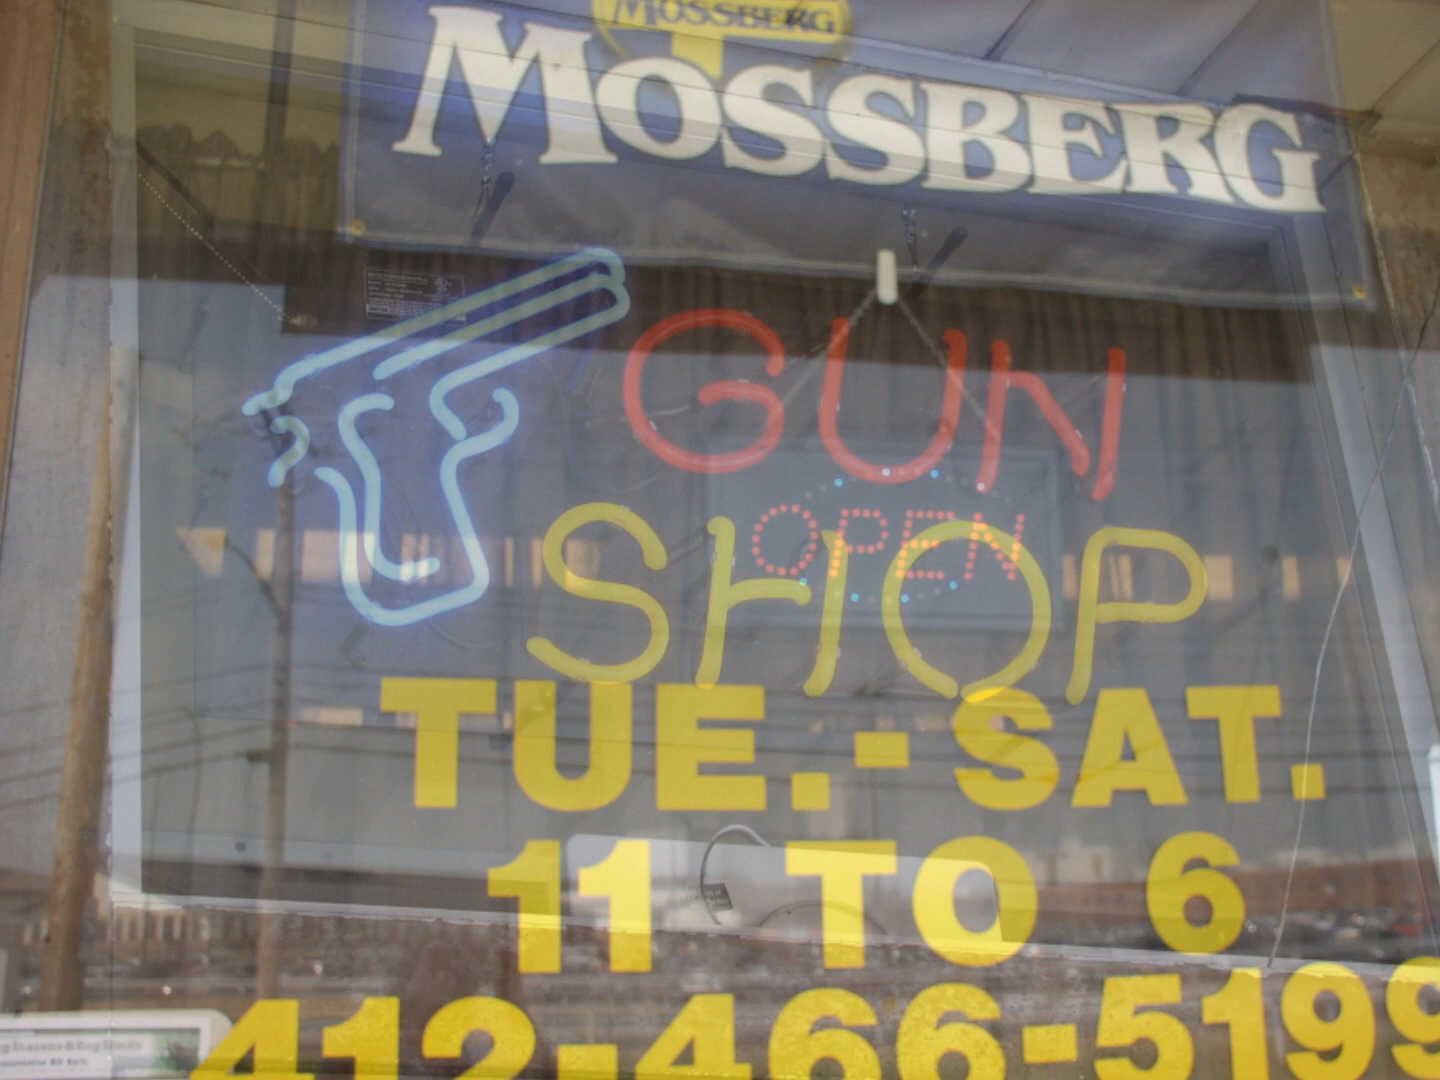 MOSSBERG
MOSSBERG
GUN
OPEN
SHOP
TUE.-SAT.
11 TO 6
412-466-5199